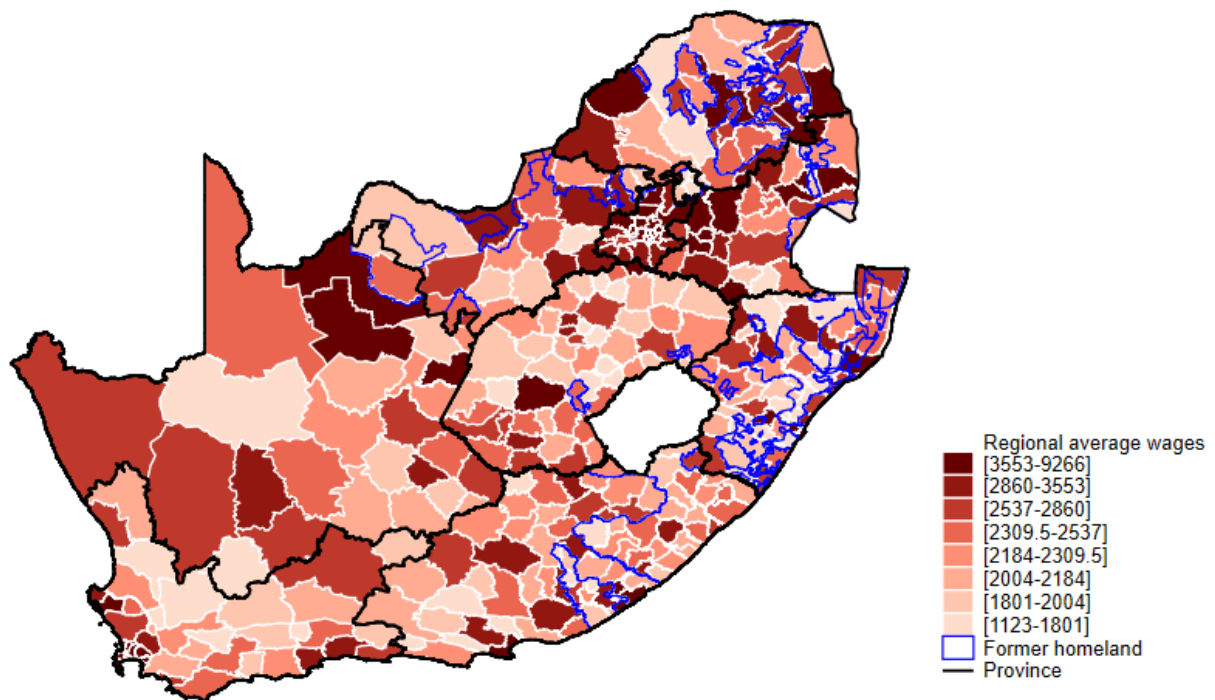 Regional average wages
[3553-9266]
[2860-3553]
[2537-2860]
[2309.5-2537]
[2184-2309.5]
[2004-2184]
[1801-2004]
[1123-1801]
Former homeland
Province